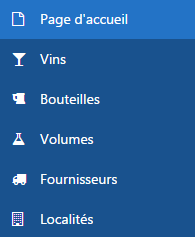 Page d'accueil
Vins
Bouteilles
Volumes
Fournisseurs
Localités